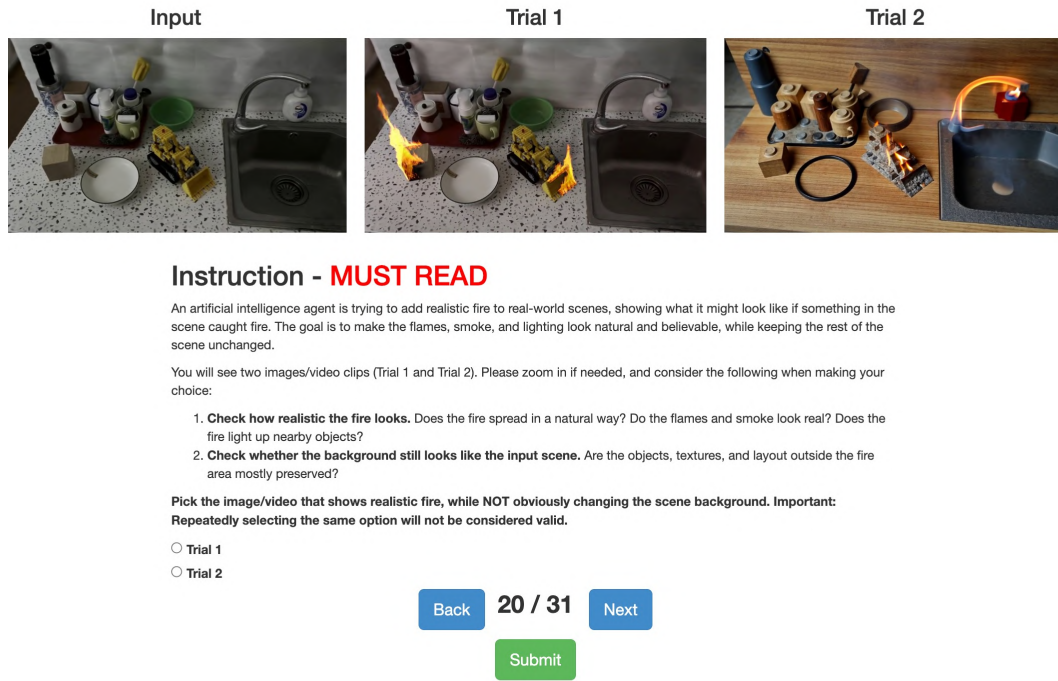 Input
Trial 1
Trial 2
Instruction - MUST READ
An artificial intelligence agent is trying to add realistic fire to real-world scenes, showing what it might look like if something in the
scene caught fire. The goal is to make the flames, smoke, and lighting look natural and believable, while keeping the rest of the
scene unchanged.
You will see two images/video clips (Trial 1 and Trial 2). Please zoom in if needed, and consider the following when making your
choice:
1. Check how realistic the fire looks. Does the fire spread in a natural way? Do the flames and smoke look real? Does the
fire light up nearby objects?
2. Check whether the background still looks like the input scene. Are the objects, textures, and layout outside the fire
area mostly preserved?
Pick the image/video that shows realistic fire, while NOT obviously changing the scene background. Important:
Repeatedly selecting the same option will not be considered valid.
Trial 1
Trial 2
Back
20 / 31
Next
Submit